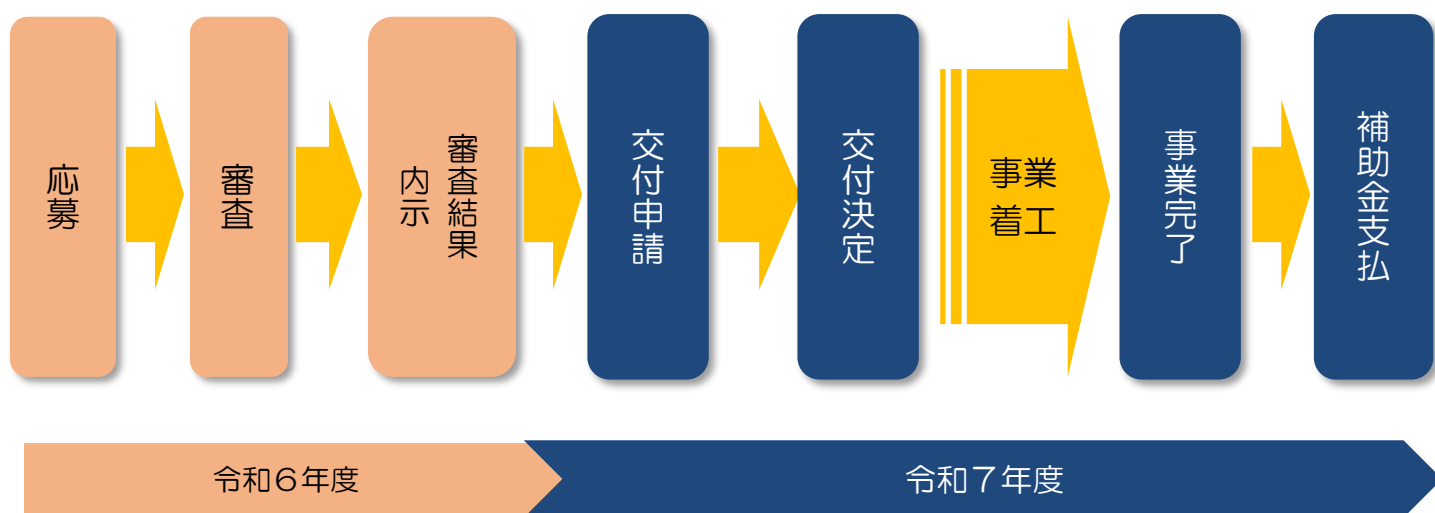 応募
審査
審査結果
内示
交付申請
交付決定
事業
着工
事業完了
補助金支払
令和６年度
令和７年度